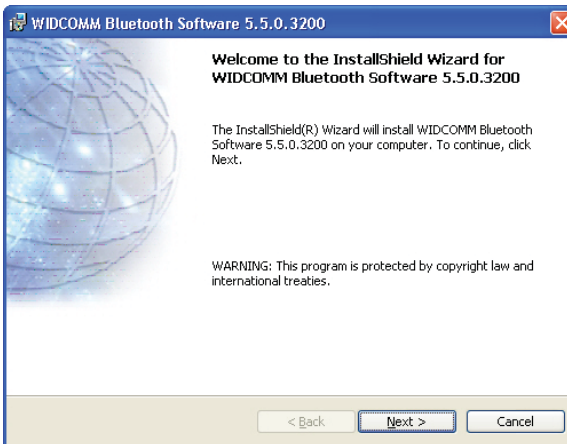 WIDCOMM Bluetooth Software 5.5.0.3200
Welcome to the InstallShield Wizard for
WIDCOMM Bluetooth Software 5.5.0.3200
The InstallShield(R) Wizard will install WIDCOMM Bluetooth
Software 5.5.0.3200 on your computer. To continue, click
Next.
WARNING: This program is protected by copyright law and
international treaties.
< Back
Next >
Cancel